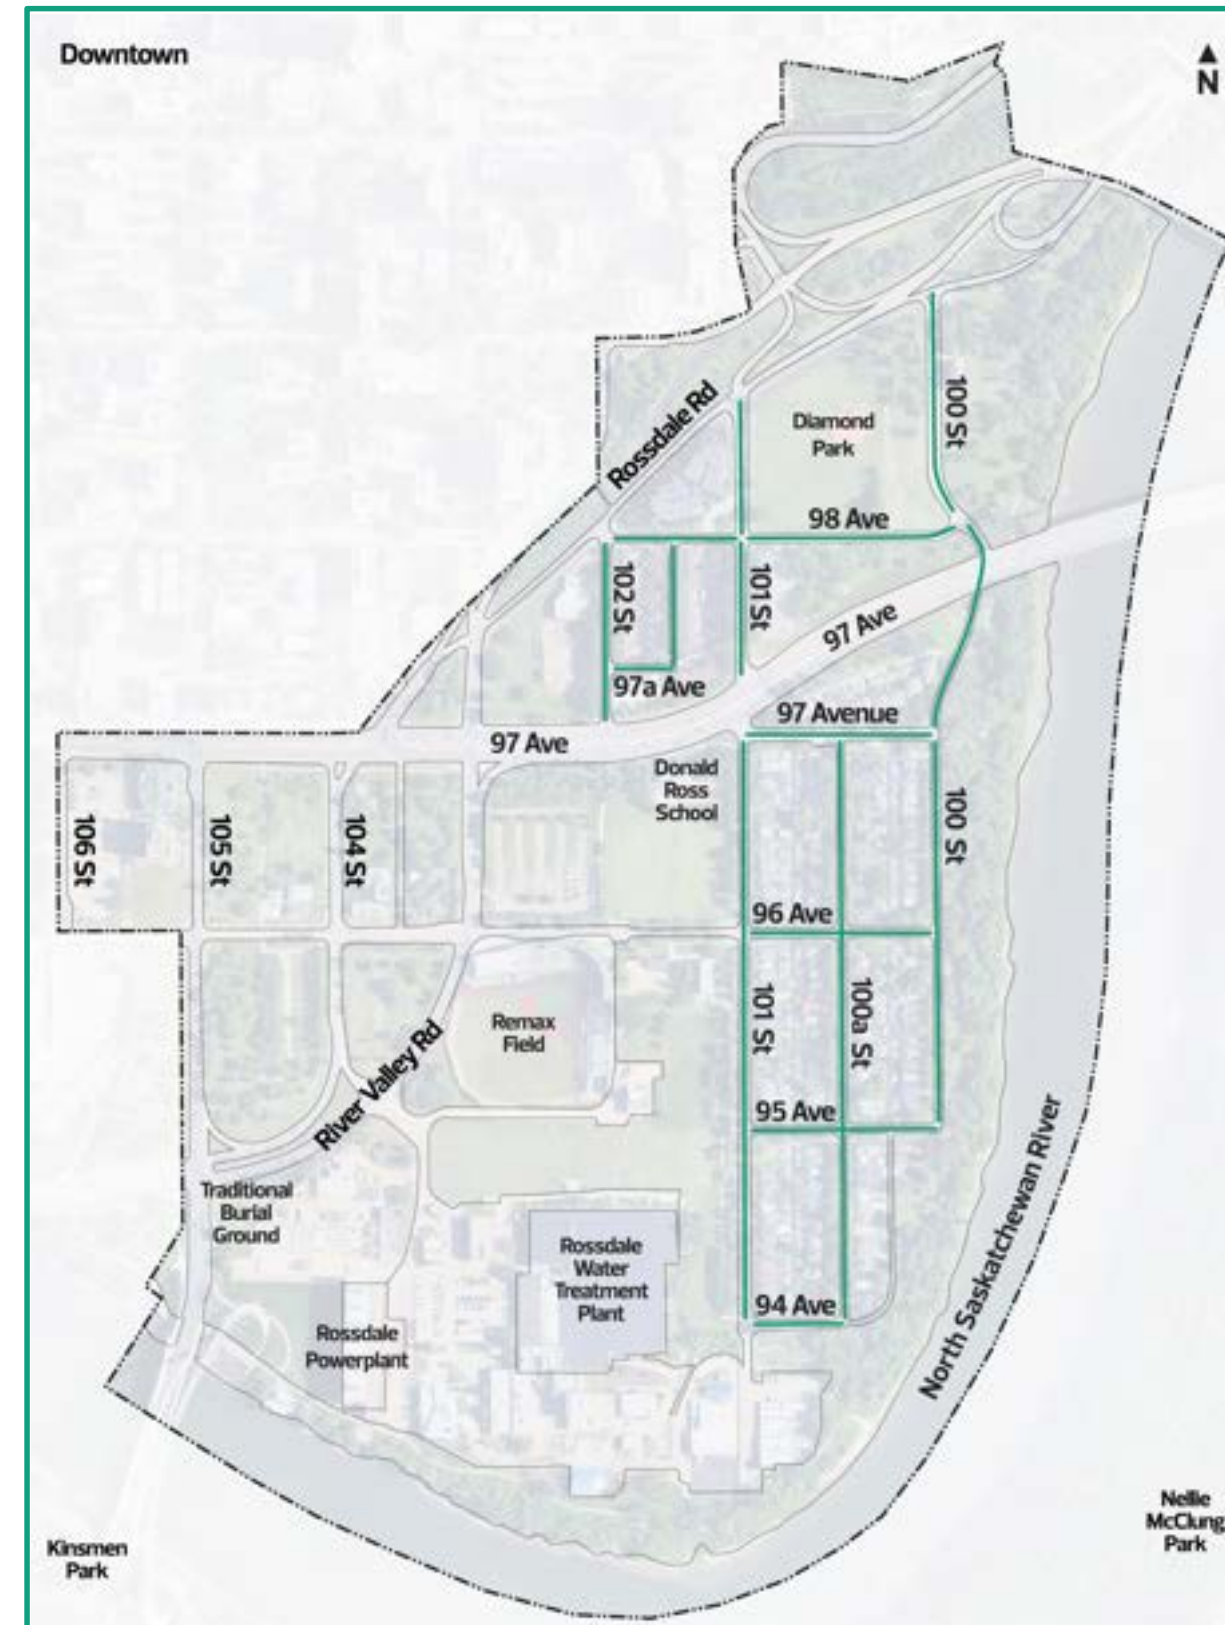 Downtown
N
Rossdale Rd
Diamond
Park
100 St
98 Ave
102 St
101 St
97 Ave
97a Ave
97 Avenue
97 Ave
Donald
Ross
School
106 St
105 St
104 St
100 St
96 Ave
Remax
Field
101 St
100a St
River Valley Rd
95 Ave
Traditional
Burial
Ground
Rossdale
Water
Treatment
Plant
94 Ave
North Saskatchewan River
Rossdale
Powerplant
Kinsmen
Park
Nellie
McClung
Park